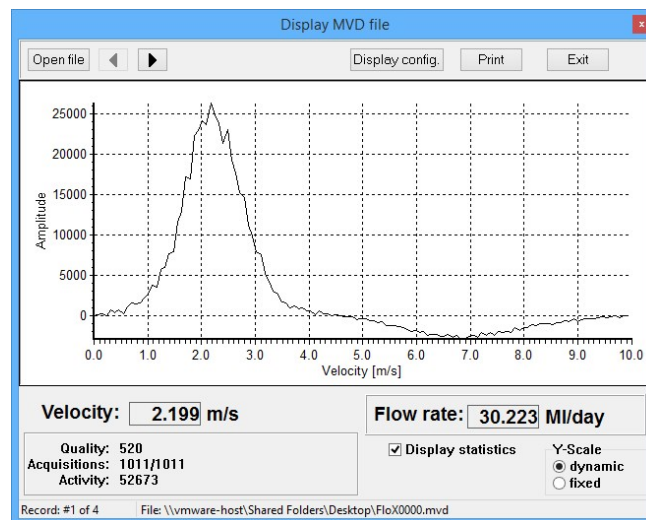 Display MVD file
x
Open file
Display config.
Print
Exit
25000
20000
15000
10000
5000
0
Amplitude
0.0 1.0 2.0 3.0 4.0 5.0 6.0 7.0 8.0 9.0 10.0
Velocity [m/s]
Velocity: 2.199 m/s
Flow rate: 30.223 Ml/day
Quality: 520
Acquisitions: 1011/1011
Activity: 52673
Display statistics
Y-Scale
dynamic
fixed
Record: #1 of 4 File: \\vmware-host\Shared Folders\Desktop\FloX0000.mvd